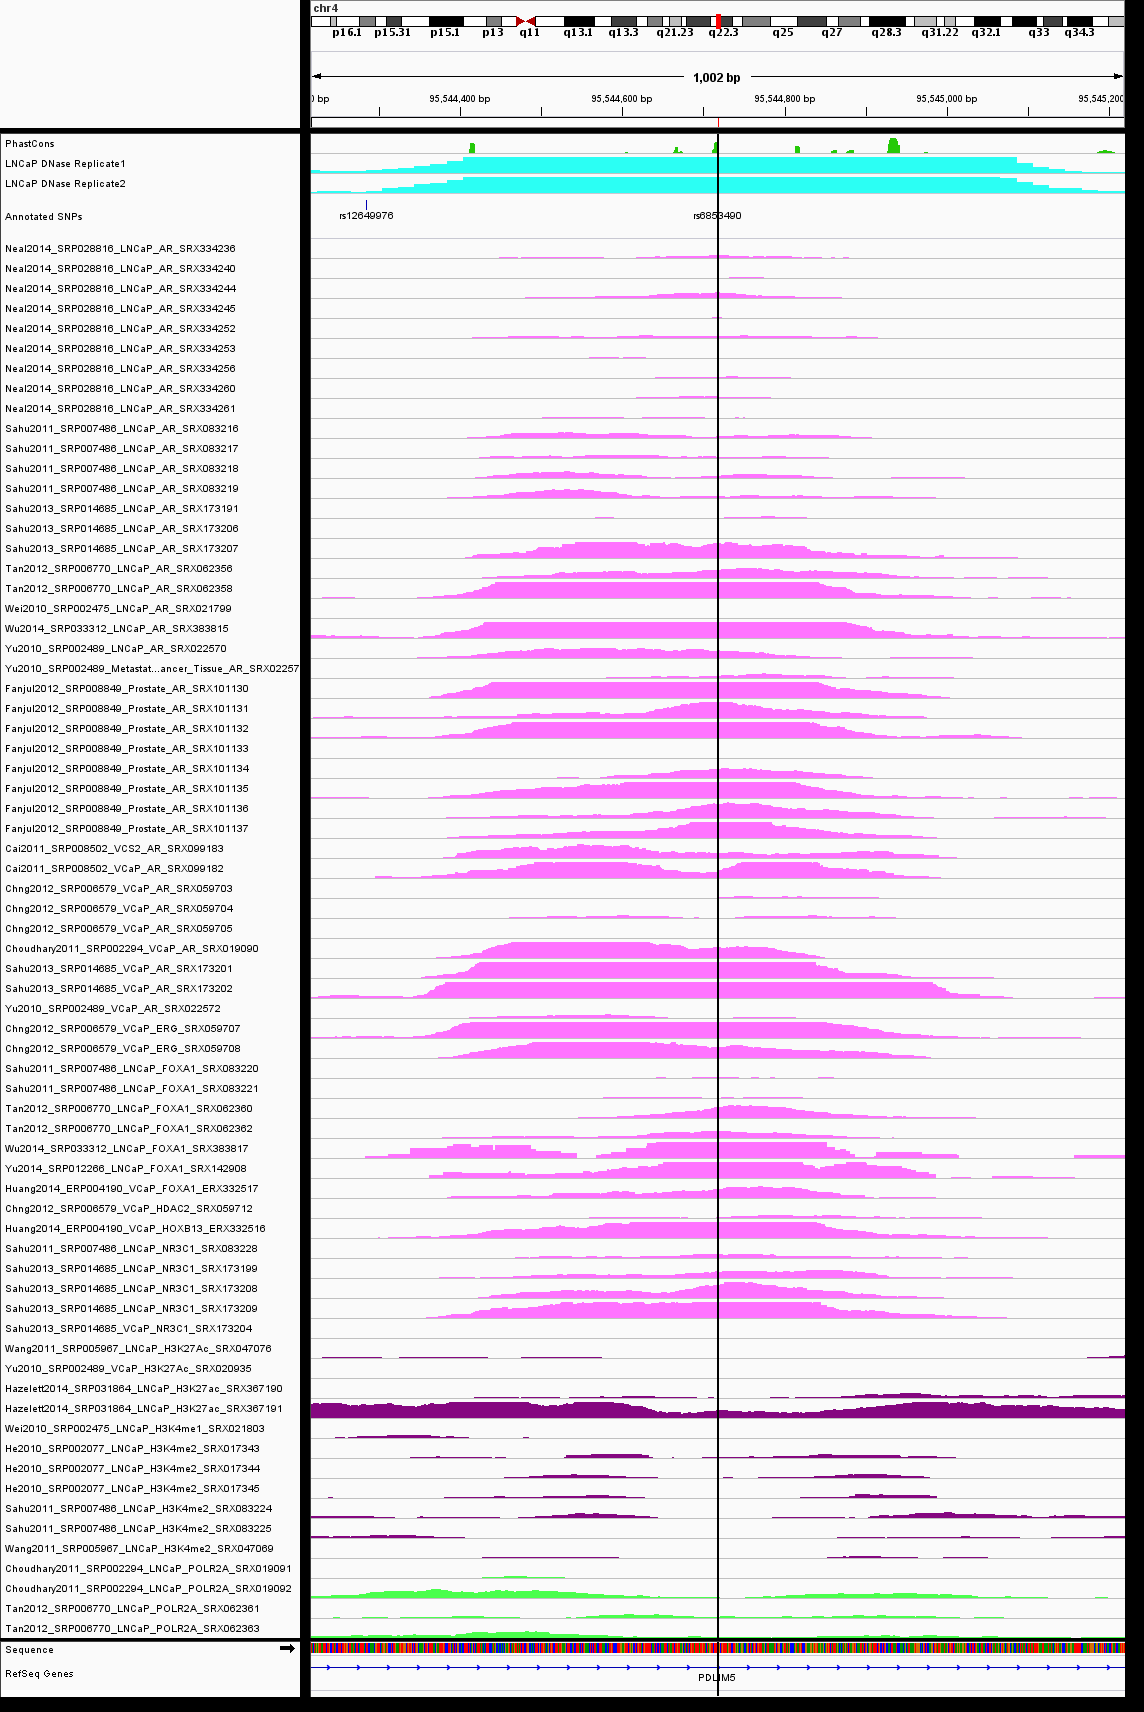 chr4
p16.1 p15.31 p15.1 p13 q11 q13.1 q13.3 q21.23 q22.3 q25 q27 q28.3 q31.22 q32.1 q33 q34.3
1,002 bp
0 bp 95,544,400 bp 95,544,600 bp 95,544,800 bp 95,545,000 bp 95,545,200
PhastCons
LNCaP DNase Replicate1
LNCaP DNase Replicate2
Annotated SNPs rs12649976 rs6853490
Neal2014_SRP028816_LNCaP_AR_SRX334236
Neal2014_SRP028816_LNCaP_AR_SRX334240
Neal2014_SRP028816_LNCaP_AR_SRX334244
Neal2014_SRP028816_LNCaP_AR_SRX334245
Neal2014_SRP028816_LNCaP_AR_SRX334252
Neal2014_SRP028816_LNCaP_AR_SRX334253
Neal2014_SRP028816_LNCaP_AR_SRX334256
Neal2014_SRP028816_LNCaP_AR_SRX334260
Neal2014_SRP028816_LNCaP_AR_SRX334261
Sahu2011_SRP007486_LNCaP_AR_SRX083216
Sahu2011_SRP007486_LNCaP_AR_SRX083217
Sahu2011_SRP007486_LNCaP_AR_SRX083218
Sahu2011_SRP007486_LNCaP_AR_SRX083219
Sahu2013_SRP014685_LNCaP_AR_SRX173191
Sahu2013_SRP014685_LNCaP_AR_SRX173206
Sahu2013_SRP014685_LNCaP_AR_SRX173207
Tan2012_SRP006770_LNCaP_AR_SRX062356
Tan2012_SRP006770_LNCaP_AR_SRX062358
Wei2010_SRP002475_LNCaP_AR_SRX021799
Wu2014_SRP033312_LNCaP_AR_SRX383815
Yu2010_SRP002489_LNCaP_AR_SRX022570
Yu2010_SRP002489_Metastat...ancer_Tissue_AR_SRX02257
Fanjul2012_SRP008849_Prostate_AR_SRX101130
Fanjul2012_SRP008849_Prostate_AR_SRX101131
Fanjul2012_SRP008849_Prostate_AR_SRX101132
Fanjul2012_SRP008849_Prostate_AR_SRX101133
Fanjul2012_SRP008849_Prostate_AR_SRX101134
Fanjul2012_SRP008849_Prostate_AR_SRX101135
Fanjul2012_SRP008849_Prostate_AR_SRX101136
Fanjul2012_SRP008849_Prostate_AR_SRX101137
Cai2011_SRP008502_VCS2_AR_SRX099183
Cai2011_SRP008502_VCaP_AR_SRX099182
Chng2012_SRP006579_VCaP_AR_SRX059703
Chng2012_SRP006579_VCaP_AR_SRX059704
Chng2012_SRP006579_VCaP_AR_SRX059705
Choudhary2011_SRP002294_VCaP_AR_SRX019090
Sahu2013_SRP014685_VCaP_AR_SRX173201
Sahu2013_SRP014685_VCaP_AR_SRX173202
Yu2010_SRP002489_VCaP_AR_SRX022572
Chng2012_SRP006579_VCaP_ERG_SRX059707
Chng2012_SRP006579_VCaP_ERG_SRX059708
Sahu2011_SRP007486_LNCaP_FOXA1_SRX083220
Sahu2011_SRP007486_LNCaP_FOXA1_SRX083221
Tan2012_SRP006770_LNCaP_FOXA1_SRX062360
Tan2012_SRP006770_LNCaP_FOXA1_SRX062362
Wu2014_SRP033312_LNCaP_FOXA1_SRX383817
Yu2014_SRP012266_LNCaP_FOXA1_SRX142908
Huang2014_ERP004190_VCaP_FOXA1_ERX332517
Chng2012_SRP006579_VCaP_HDAC2_SRX059712
Huang2014_ERP004190_VCaP_HOXB13_ERX332516
Sahu2011_SRP007486_LNCaP_NR3C1_SRX083228
Sahu2013_SRP014685_LNCaP_NR3C1_SRX173199
Sahu2013_SRP014685_LNCaP_NR3C1_SRX173208
Sahu2013_SRP014685_LNCaP_NR3C1_SRX173209
Sahu2013_SRP014685_VCaP_NR3C1_SRX173204
Wang2011_SRP005967_LNCaP_H3K27Ac_SRX047076
Yu2010_SRP002489_VCaP_H3K27Ac_SRX020935
Hazelett2014_SRP031864_LNCaP_H3K27ac_SRX367190
Hazelett2014_SRP031864_LNCaP_H3K27ac_SRX367191
Wei2010_SRP002475_LNCaP_H3K4me1_SRX021803
He2010_SRP002077_LNCaP_H3K4me2_SRX017343
He2010_SRP002077_LNCaP_H3K4me2_SRX017344
He2010_SRP002077_LNCaP_H3K4me2_SRX017345
Sahu2011_SRP007486_LNCaP_H3K4me2_SRX083224
Sahu2011_SRP007486_LNCaP_H3K4me2_SRX083225
Wang2011_SRP005967_LNCaP_H3K4me2_SRX047069
Choudhary2011_SRP002294_LNCaP_POLR2A_SRX019091
Choudhary2011_SRP002294_LNCaP_POLR2A_SRX019092
Tan2012_SRP006770_LNCaP_POLR2A_SRX062361
Tan2012_SRP006770_LNCaP_POLR2A_SRX062363
Sequence
RefSeq Genes PDLIM5